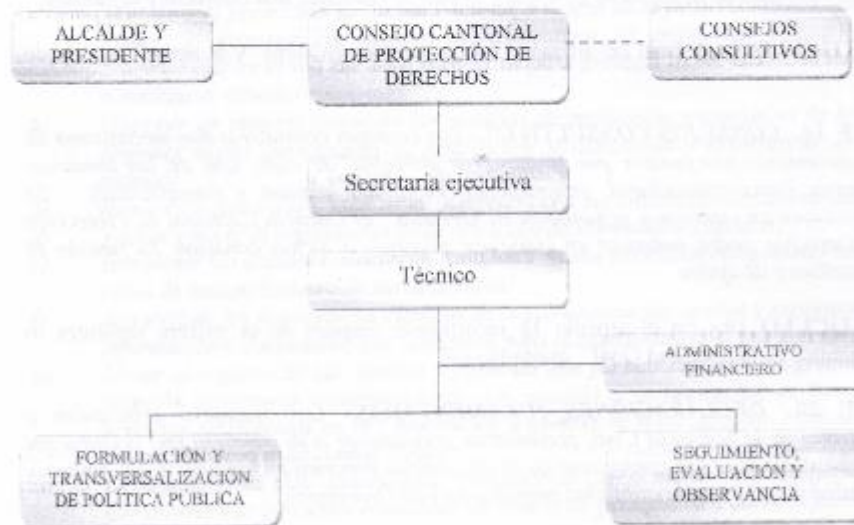 ALCALDE Y
PRESIDENTE
CONSEJO CANTONAL
DE PROTECCIÓN DE
DERECHOS
CONSEJOS
CONSULTIVOS
Secretaría ejecutiva
Técnico
ADMINISTRATIVO
FINANCIERO
FORMULACIÓN Y
TRANSVERSALIZACION
DE POLÍTICA PÚBLICA
SEGUIMIENTO,
EVALUACIÓN Y
OBSERVANCIA